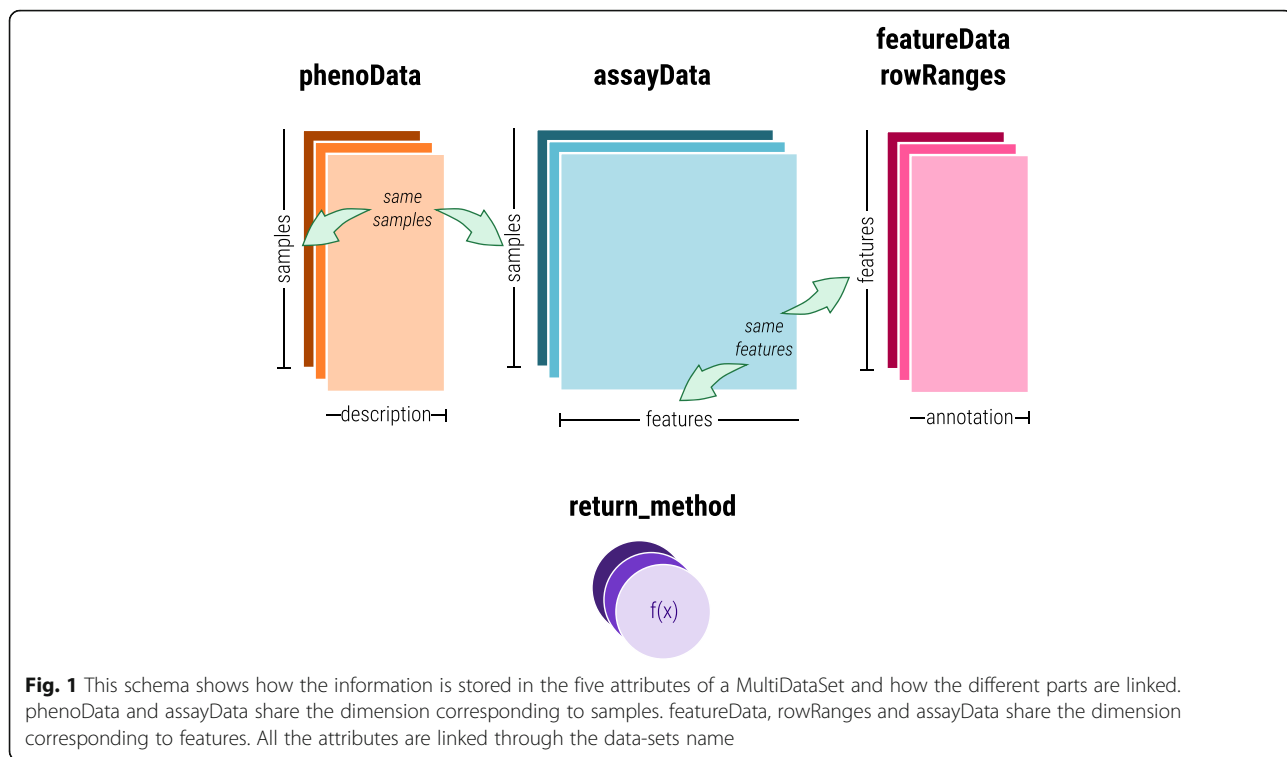 phenoData
assayData
featureData
rowRanges
samples
same
samples
samples
same
features
features
description
features
annotation
return_method
f(x)
Fig. 1 This schema shows how the information is stored in the five attributes of a MultiDataSet and how the different parts are linked.
phenoData and assayData share the dimension corresponding to samples. featureData, rowRanges and assayData share the dimension
corresponding to features. All the attributes are linked through the data-sets name